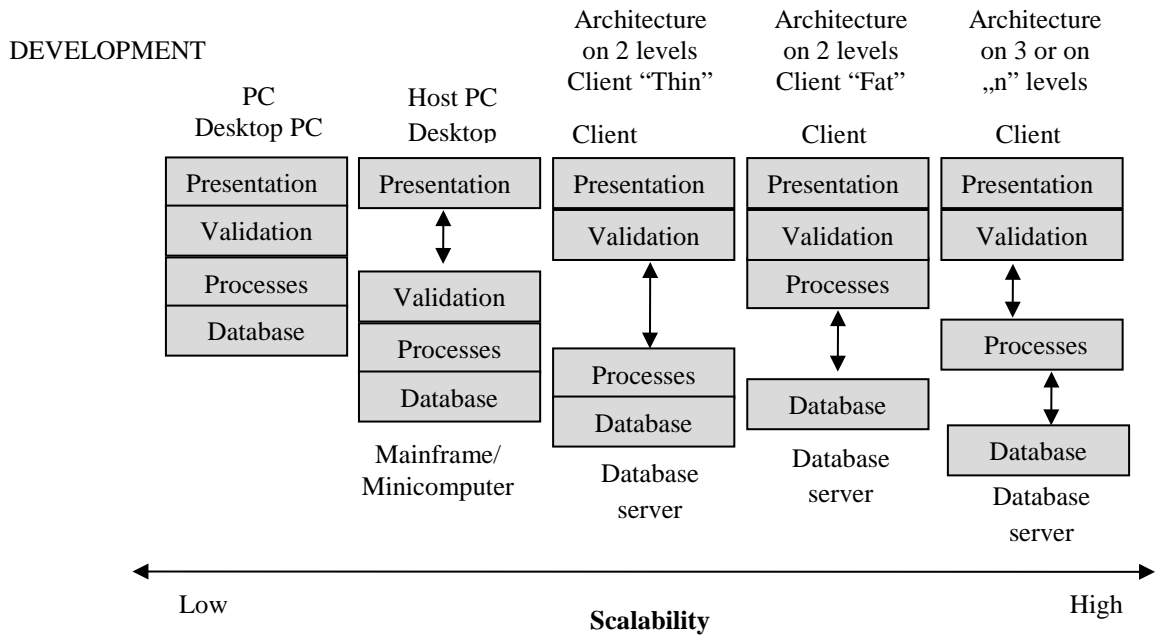 DEVELOPMENT
PC
Desktop PC
Presentation
Validation
Processes
Database
Host PC
Desktop
Presentation
Validation
Processes
Database
Mainframe/
Minicomputer
Architecture
on 2 levels
Client “Thin”
Client
Presentation
Validation
Processes
Database
Database
server
Architecture
on 2 levels
Client “Fat”
Client
Presentation
Validation
Processes
Database
Database
server
Architecture
on 3 or on
„n” levels
Client
Presentation
Validation
Processes
Database
Database
server
Low
Scalability
High